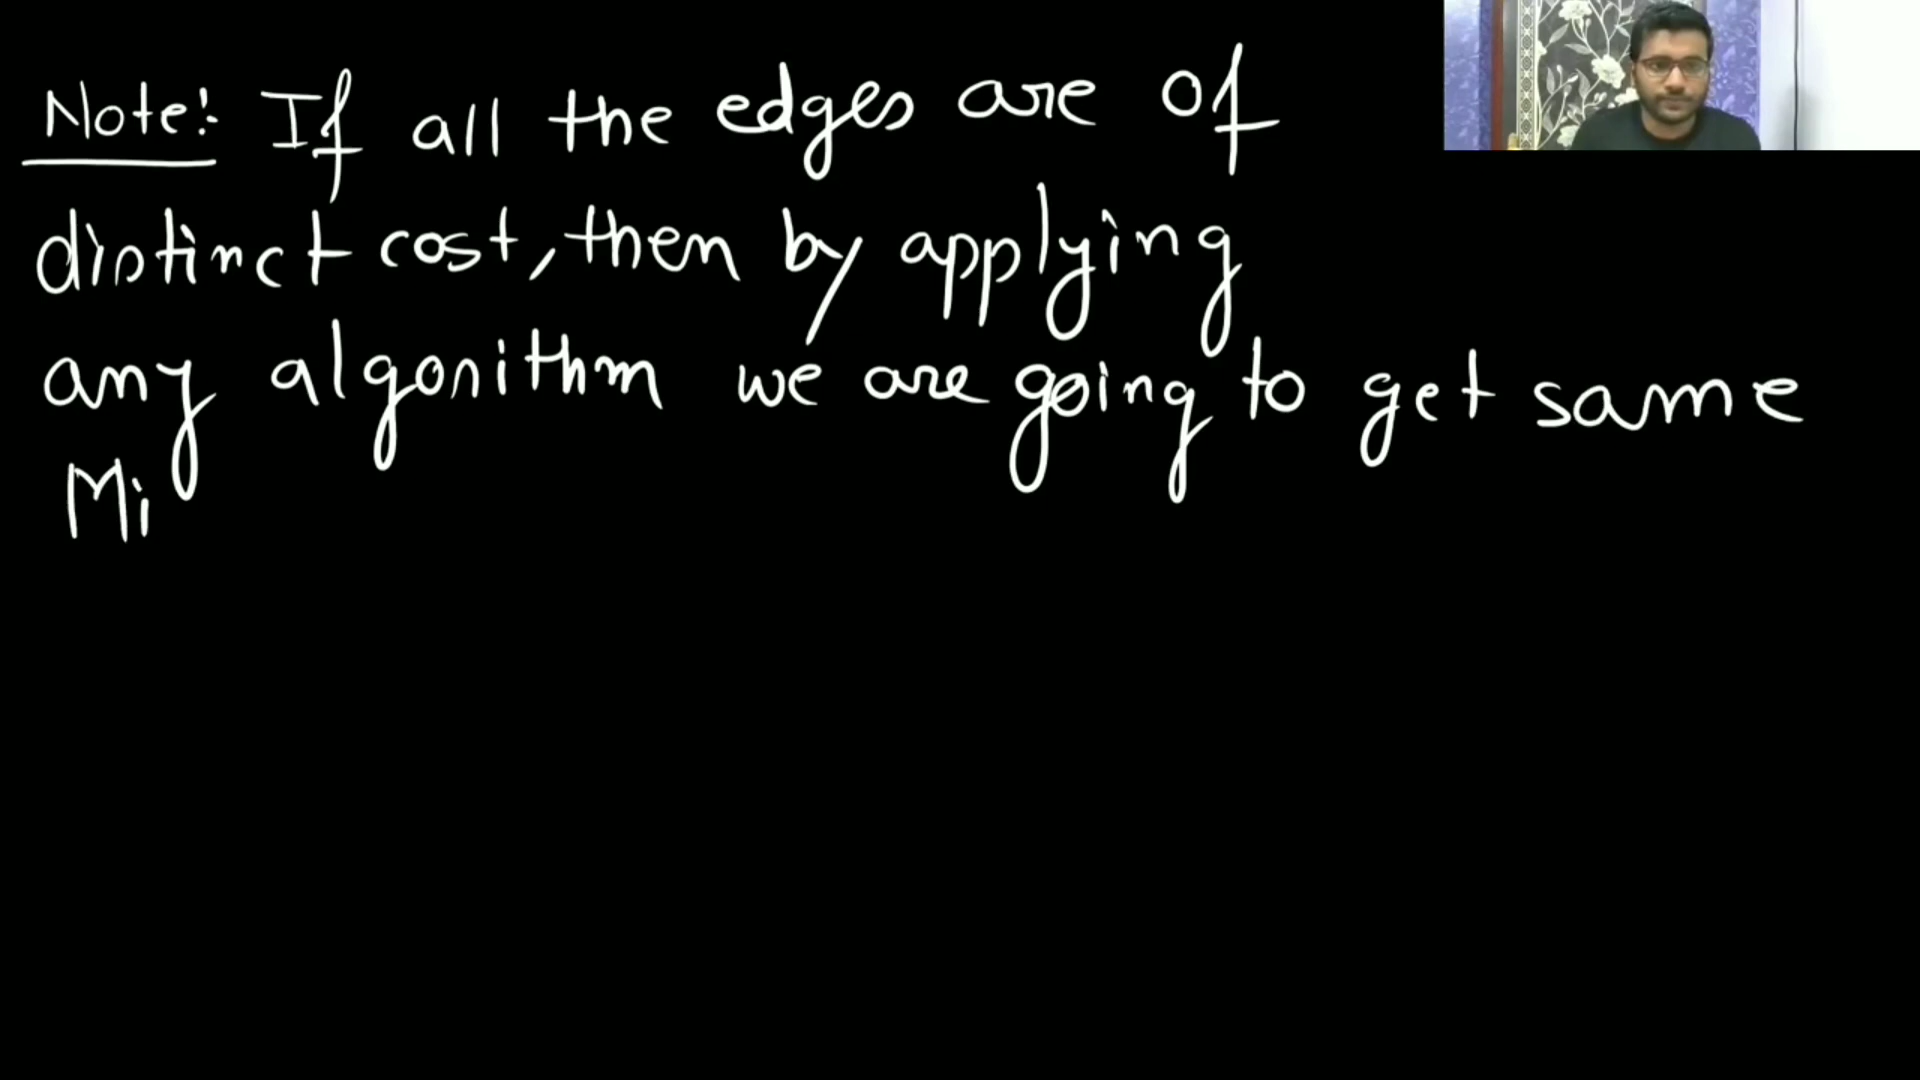 Note:- If all the edges are of
distinct cost, then by applying
any algorithm we are going to get same
Mi